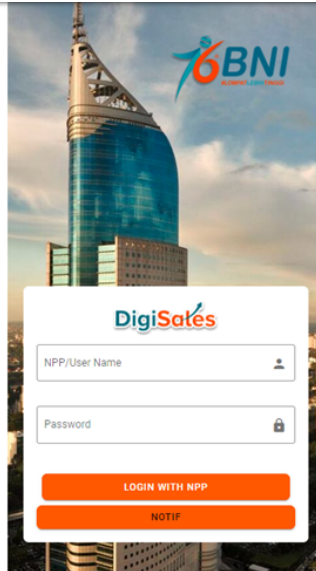 76BNI
DigiSales
NPP/User Name
Password
LOGIN WITH NPP
NOTIF